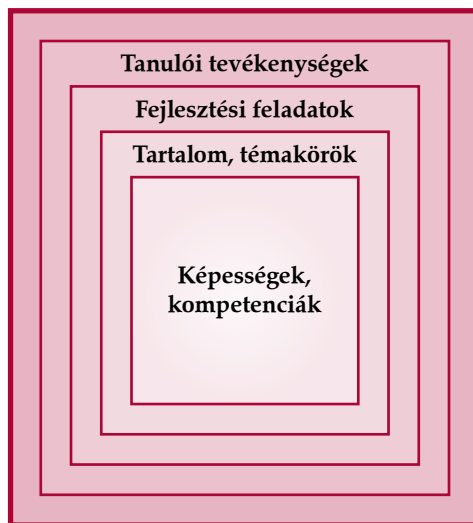 Tanulói tevékenységek
Fejlesztési feladatok
Tartalom, témakörök
Képességek,
kompetenciák